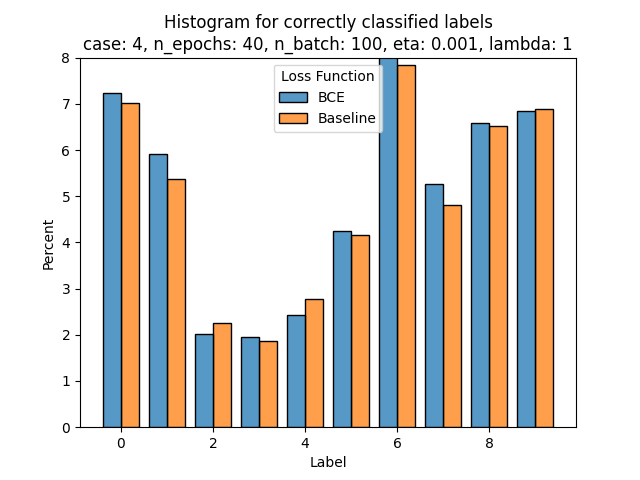 Histogram for correctly classified labels
case: 4, n_epochs: 40, n_batch: 100, eta: 0.001, lambda: 1
Loss Function
BCE
Baseline
Percent
8
7
6
5
4
3
2
1
0
0 2 4 6 8
Label